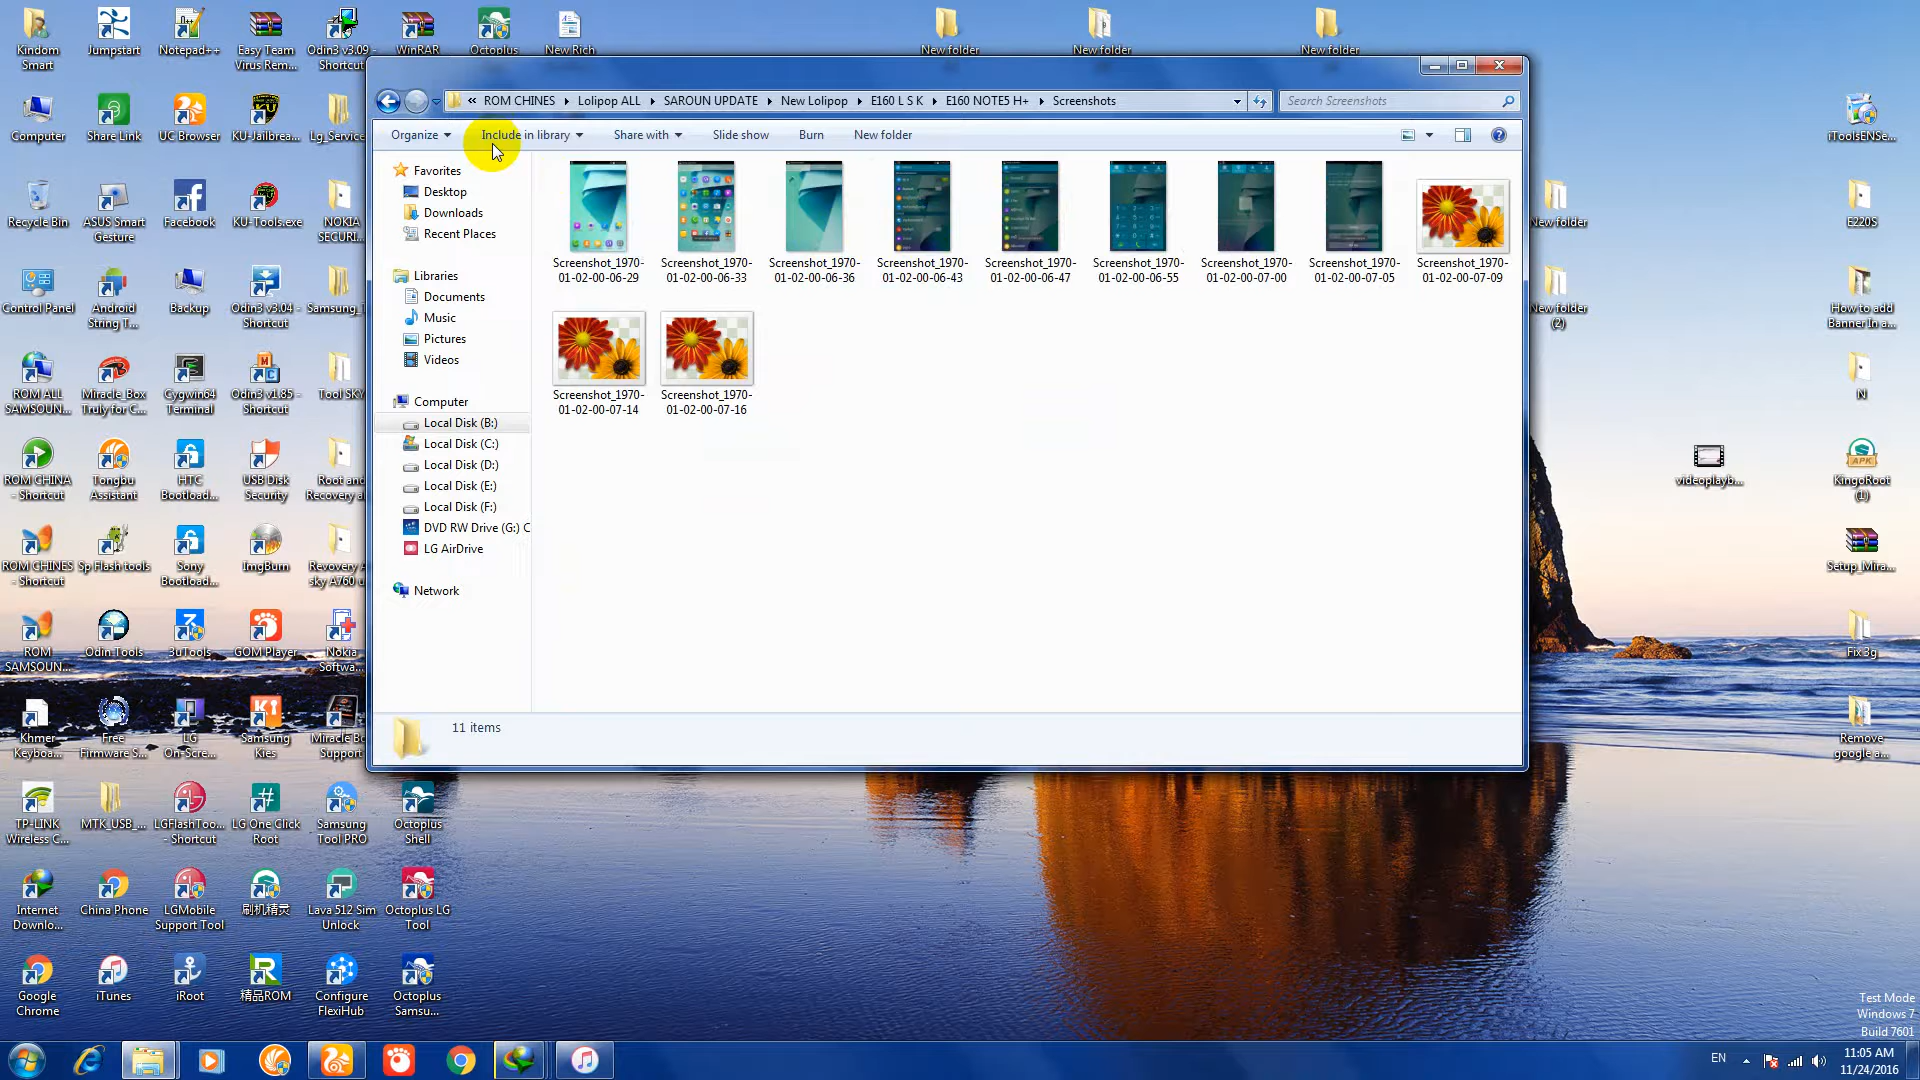 Kindom
Smart
Jumpstart
Notepad++
Easy Team
Virus Rem...
Odin3 v3.09 -
Shortcut
WinRAR
Octoplus
New Rich
New folder
New folder
New folder
« ROM CHINES Lolipop ALL SAROUN UPDATE New Lolipop E160 L S K E160 NOTE5 H+ Screenshots
Search Screenshots
Organize Include in library Share with Slide show Burn New folder
Favorites
Desktop
Downloads
Recent Places
Libraries
Documents
Music
Pictures
Videos
Computer
Local Disk (B:)
Local Disk (C:)
Local Disk (D:)
Local Disk (E:)
Local Disk (F:)
DVD RW Drive (G:) C
LG AirDrive
Network
Screenshot_1970-
01-02-00-06-29
Screenshot_1970-
01-02-00-06-33
Screenshot_1970-
01-02-00-06-36
Screenshot_1970-
01-02-00-06-43
Screenshot_1970-
01-02-00-06-47
Screenshot_1970-
01-02-00-06-55
Screenshot_1970-
01-02-00-07-00
Screenshot_1970-
01-02-00-07-05
Screenshot_1970-
01-02-00-07-09
Screenshot_1970-
01-02-00-07-14
Screenshot_1970-
01-02-00-07-16
11 items
Computer
Share Link
UC Browser
KU-Jailbrea...
Lg_Service
Recycle Bin
ASUS Smart
Gesture
Facebook
KU-Tools.exe
NOKIA
SECURI...
Control Panel
Android
String T...
Backup
Odin3 v3.04 -
Shortcut
Samsung_T
ROM ALL
SAMSOUN...
Miracle_Box
Truly for C...
Cygwin64
Terminal
Odin3 v1.85 -
Shortcut
Tool SKY
ROM CHINA
- Shortcut
Tongbu
Assistant
HTC
Bootload...
USB Disk
Security
Root and
Recovery a
ROM CHINES
- Shortcut
Sp Flash tools
Sony
Bootload...
ImgBurn
Revovery A
sky A760 u
ROM
SAMSOUN...
Odin Tools
3uTools
GOM Player
Nokia
Softwa...
Khmer
Keyboa...
Free
Firmware S...
LG
On-Scre...
Samsung
Kies
Miracle Bo
Support
TP-LINK
Wireless C...
MTK_USB_...
LGFlashToo...
- Shortcut
LG One Click
Root
Samsung
Tool PRO
Octoplus
Shell
Internet
Downlo...
China Phone
LGMobile
Support Tool
刷机精灵
Lava 512 Sim
Unlock
Octoplus LG
Tool
Google
Chrome
iTunes
iRoot
精品ROM
Configure
FlexiHub
Octoplus
Samsu...
iToolsENSe...
New folder
E220S
New folder
(2)
How to add
Banner In a...
N
videoplayb...
KingoRoot
(1)
Setup_Mira...
Fix 3g
Remove
google a...
Test Mode
Windows 7
Build 7601
EN
11:05 AM
11/24/2016